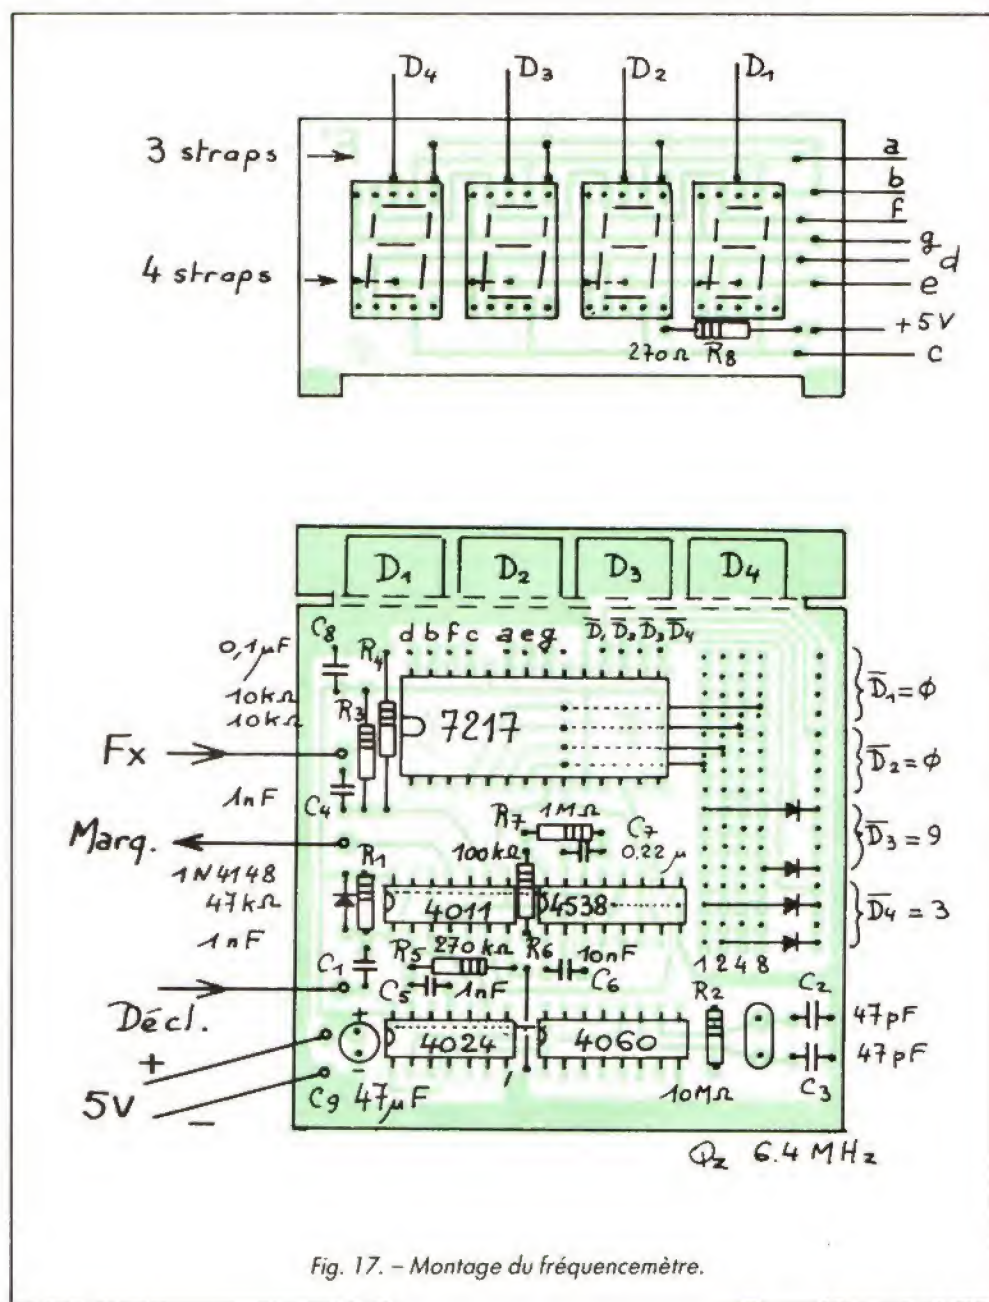 D4 D3 D2 D1
3 straps
a
b
f
g
4 straps
d
e
+5V
270Ω R8
c
D1 D2 D3 D4
C8
d b f c a e g D̅1 D̅2 D̅3 D̅4
0,1µF
R4
10kΩ
10kΩ
R3
7217
D̅1=ϕ
Fx
D̅2=ϕ
1nF
C4
R7 1MΩ
C7
Marq.
100kΩ
0.22µ
D̅3=9
1N4148
R1
47kΩ
4011
4538
D̅4=3
1nF
R5 270kΩ R6 10nF
1 2 4 8
C1
C5 1nF
C6
R2
C2
47pF
Décl.
+
4024
4060
47pF
+
5V
-
-
C9 47µF
10MΩ
C3
Qz 6.4 MHz
Fig. 17. – Montage du fréquencemètre.